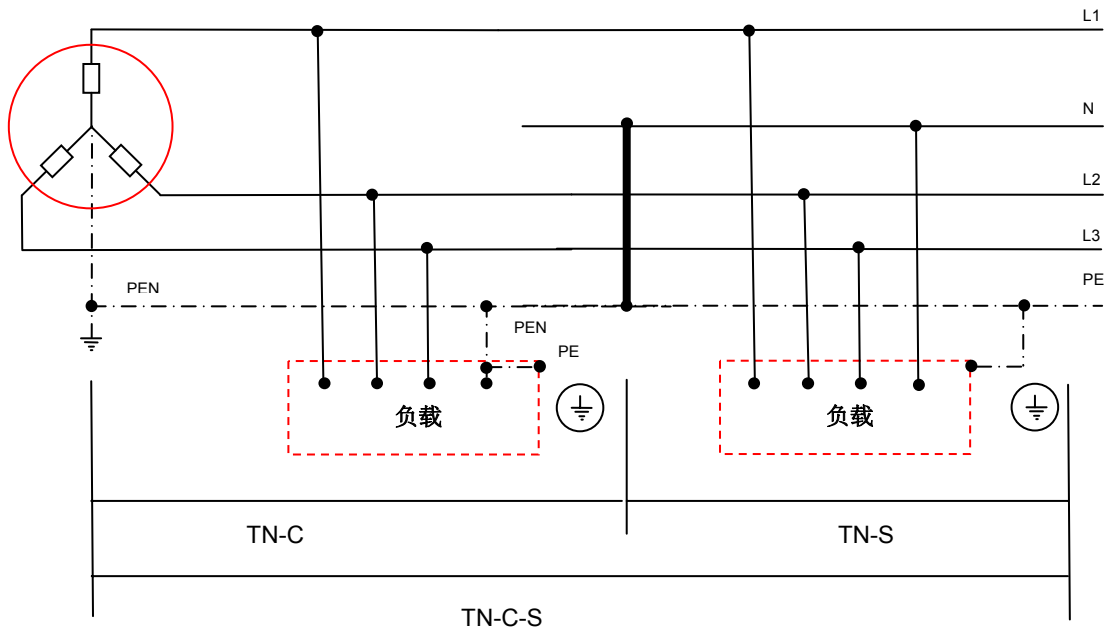 L1
N
L2
L3
PEN
PE
PEN
PE
负载
负载
TN-C
TN-S
TN-C-S